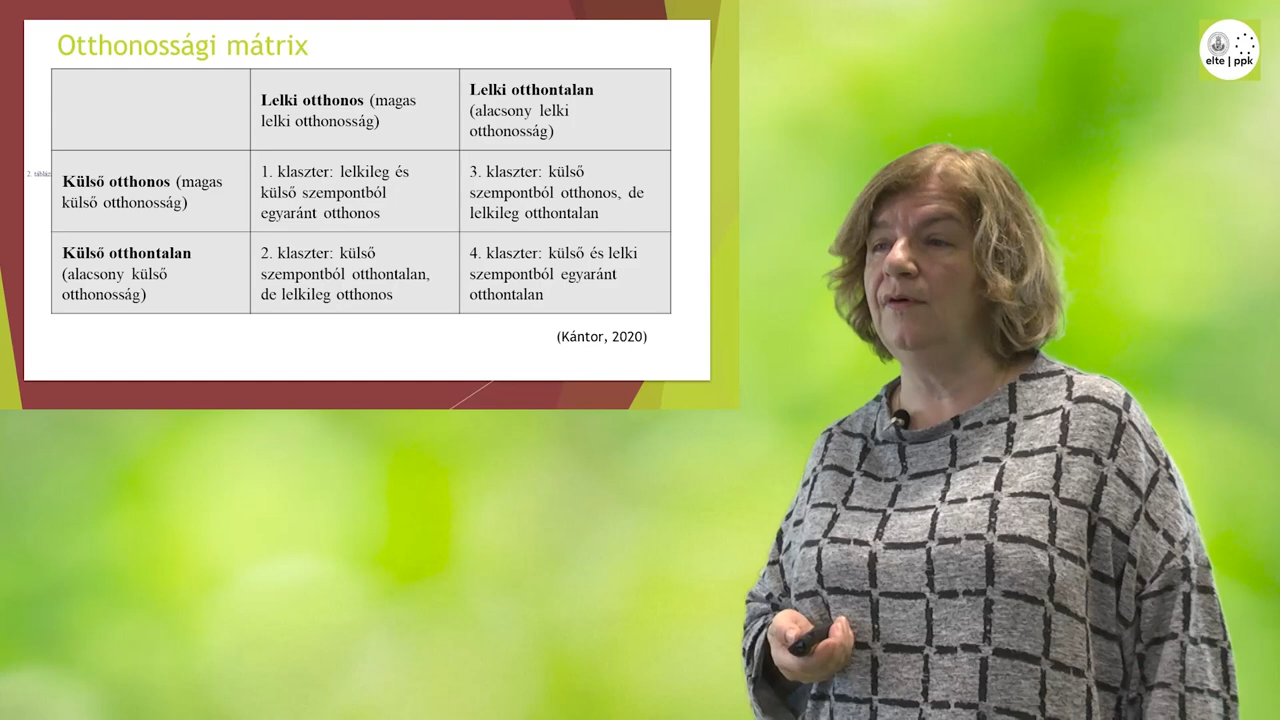 Otthonossági mátrix
Lelki otthonos (magas
lelki otthonosság)
Lelki otthontalan
(alacsony lelki
otthonosság)
Külső otthonos (magas
külső otthonosság)
1. klaszter: lelkileg és
külső szempontból
egyaránt otthonos
3. klaszter: külső
szempontból otthonos, de
lelkileg otthontalan
Külső otthontalan
(alacsony külső
otthonosság)
2. klaszter: külső
szempontból otthontalan,
de lelkileg otthonos
4. klaszter: külső és lelki
szempontból egyaránt
otthontalan
(Kántor, 2020)
elte | ppk